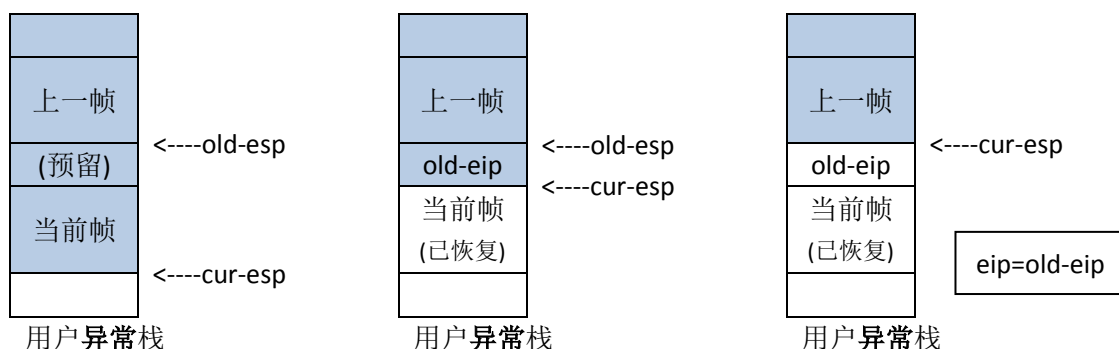 上一帧
<----old-esp
(预留)
当前帧
<----cur-esp
用户异常栈
上一帧
<----old-esp
old-eip
<----cur-esp
当前帧
(已恢复)
用户异常栈
上一帧
<----cur-esp
old-eip
当前帧
(已恢复)
eip=old-eip
用户异常栈